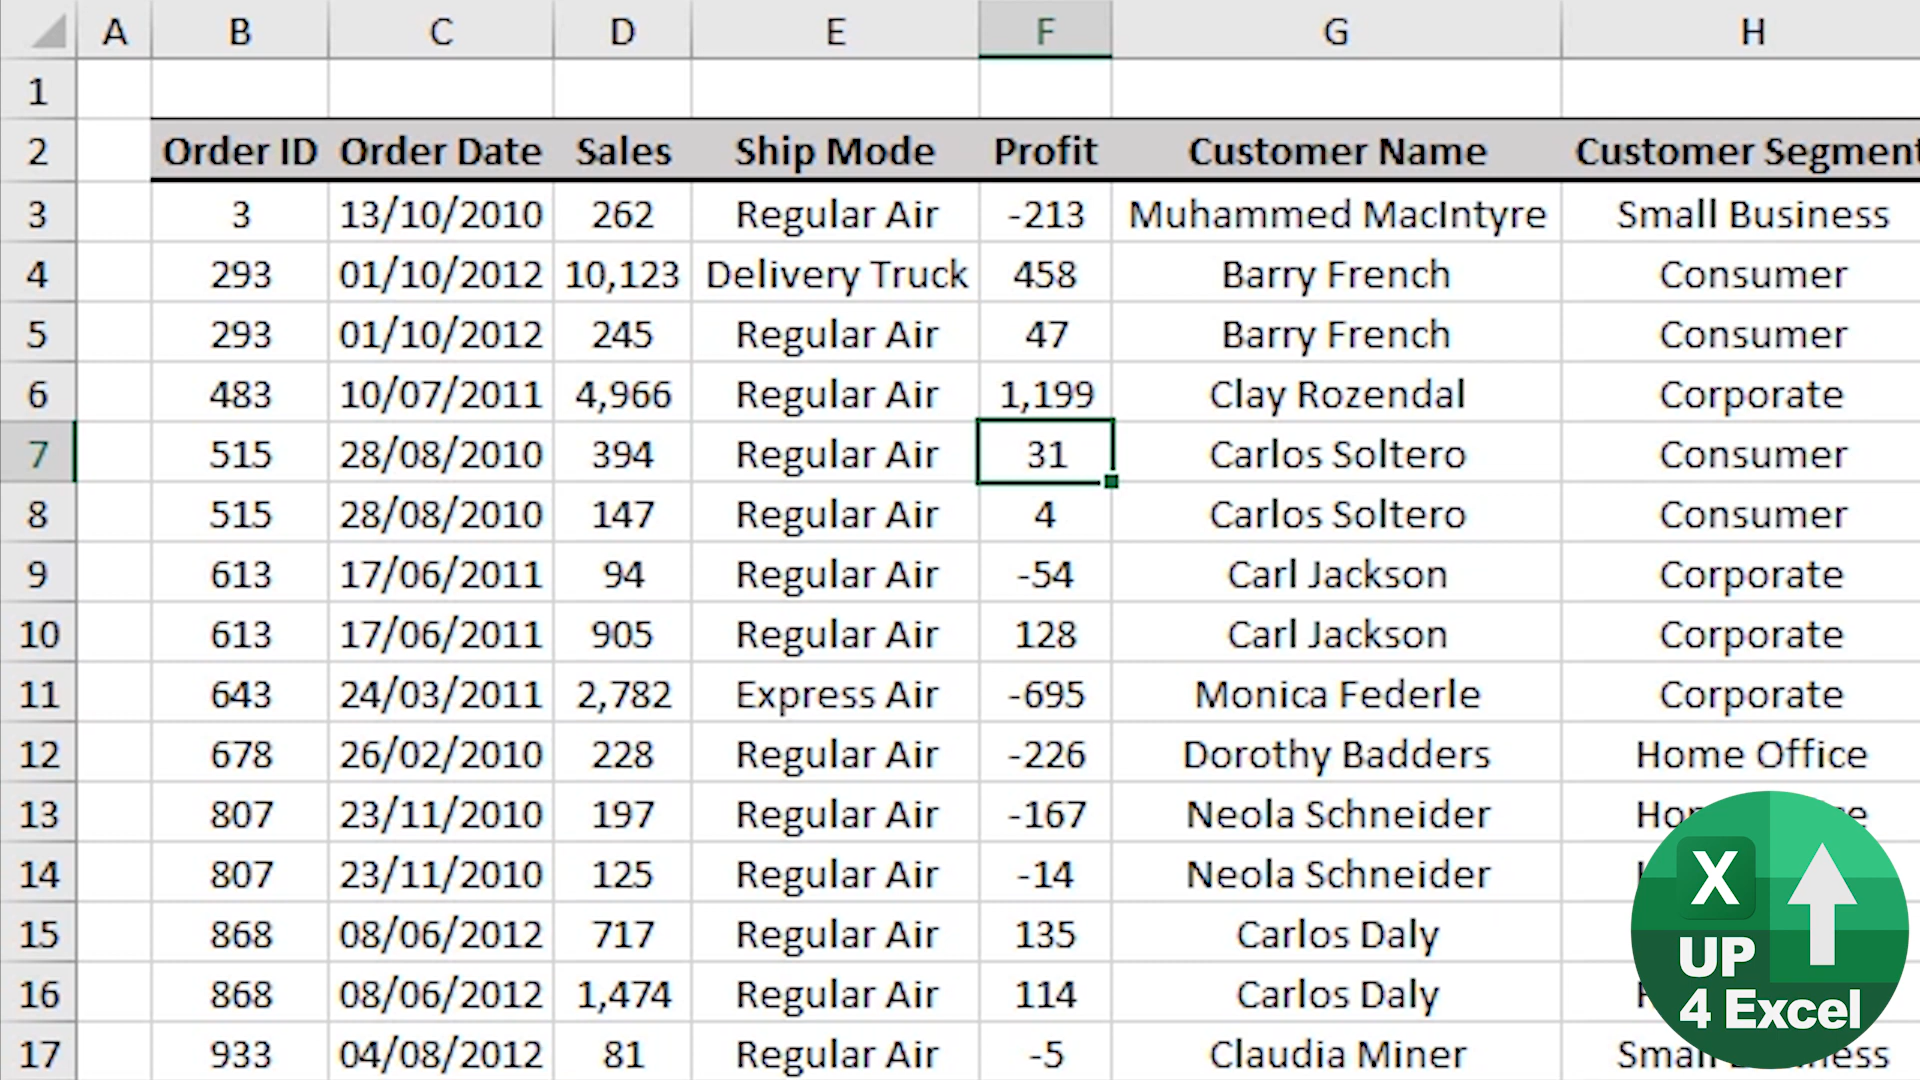 A B C D E F G H
1
2 Order ID Order Date Sales Ship Mode Profit Customer Name Customer Segment
3 3 13/10/2010 262 Regular Air -213 Muhammed MacIntyre Small Business
4 293 01/10/2012 10,123 Delivery Truck 458 Barry French Consumer
5 293 01/10/2012 245 Regular Air 47 Barry French Consumer
6 483 10/07/2011 4,966 Regular Air 1,199 Clay Rozendal Corporate
7 515 28/08/2010 394 Regular Air 31 Carlos Soltero Consumer
8 515 28/08/2010 147 Regular Air 4 Carlos Soltero Consumer
9 613 17/06/2011 94 Regular Air -54 Carl Jackson Corporate
10 613 17/06/2011 905 Regular Air 128 Carl Jackson Corporate
11 643 24/03/2011 2,782 Express Air -695 Monica Federle Corporate
12 678 26/02/2010 228 Regular Air -226 Dorothy Badders Home Office
13 807 23/11/2010 197 Regular Air -167 Neola Schneider
14 807 23/11/2010 125 Regular Air -14 Neola Schneider
15 868 08/06/2012 717 Regular Air 135 Carlos Daly
16 868 08/06/2012 1,474 Regular Air 114 Carlos Daly
17 933 04/08/2012 81 Regular Air -5 Claudia Miner
X
UP
4 Excel